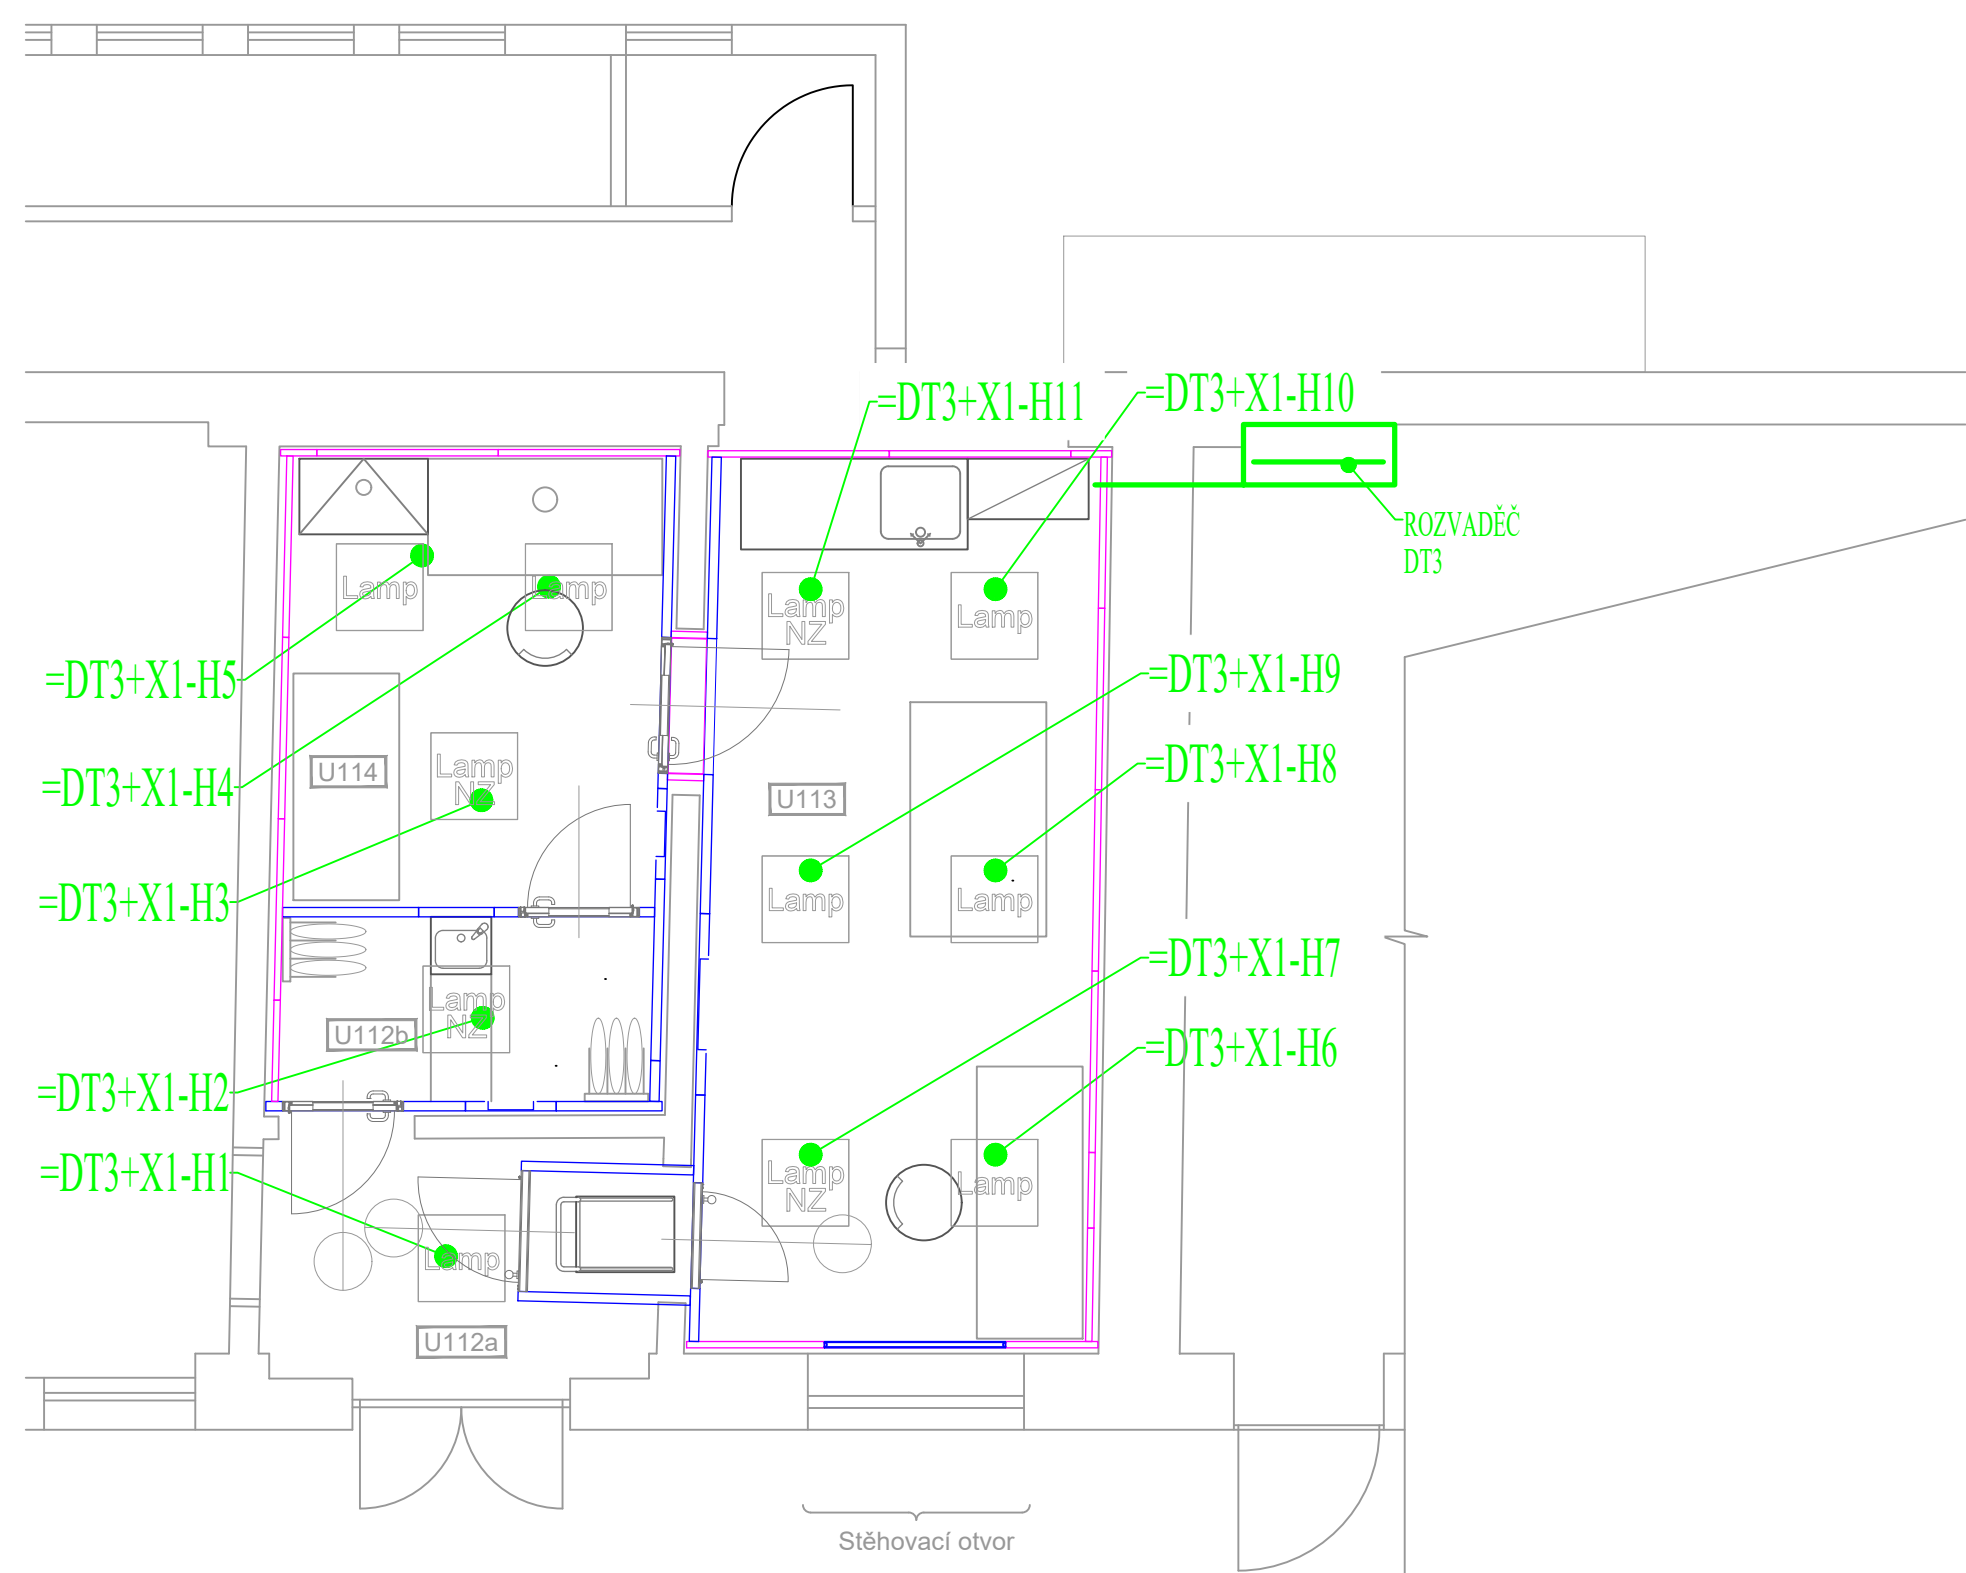 =DT3+X1-H11
=DT3+X1-H10
ROZVADĚČ
DT3
Lamp
Lamp
Lamp
NZ
Lamp
=DT3+X1-H5
=DT3+X1-H9
U114
Lamp
NZ
=DT3+X1-H4
U113
=DT3+X1-H8
=DT3+X1-H3
Lamp
Lamp
=DT3+X1-H7
Lamp
NZ
U112b
=DT3+X1-H6
=DT3+X1-H2
=DT3+X1-H1
Lamp
NZ
Lamp
Lamp
U112a
Stěhovací otvor